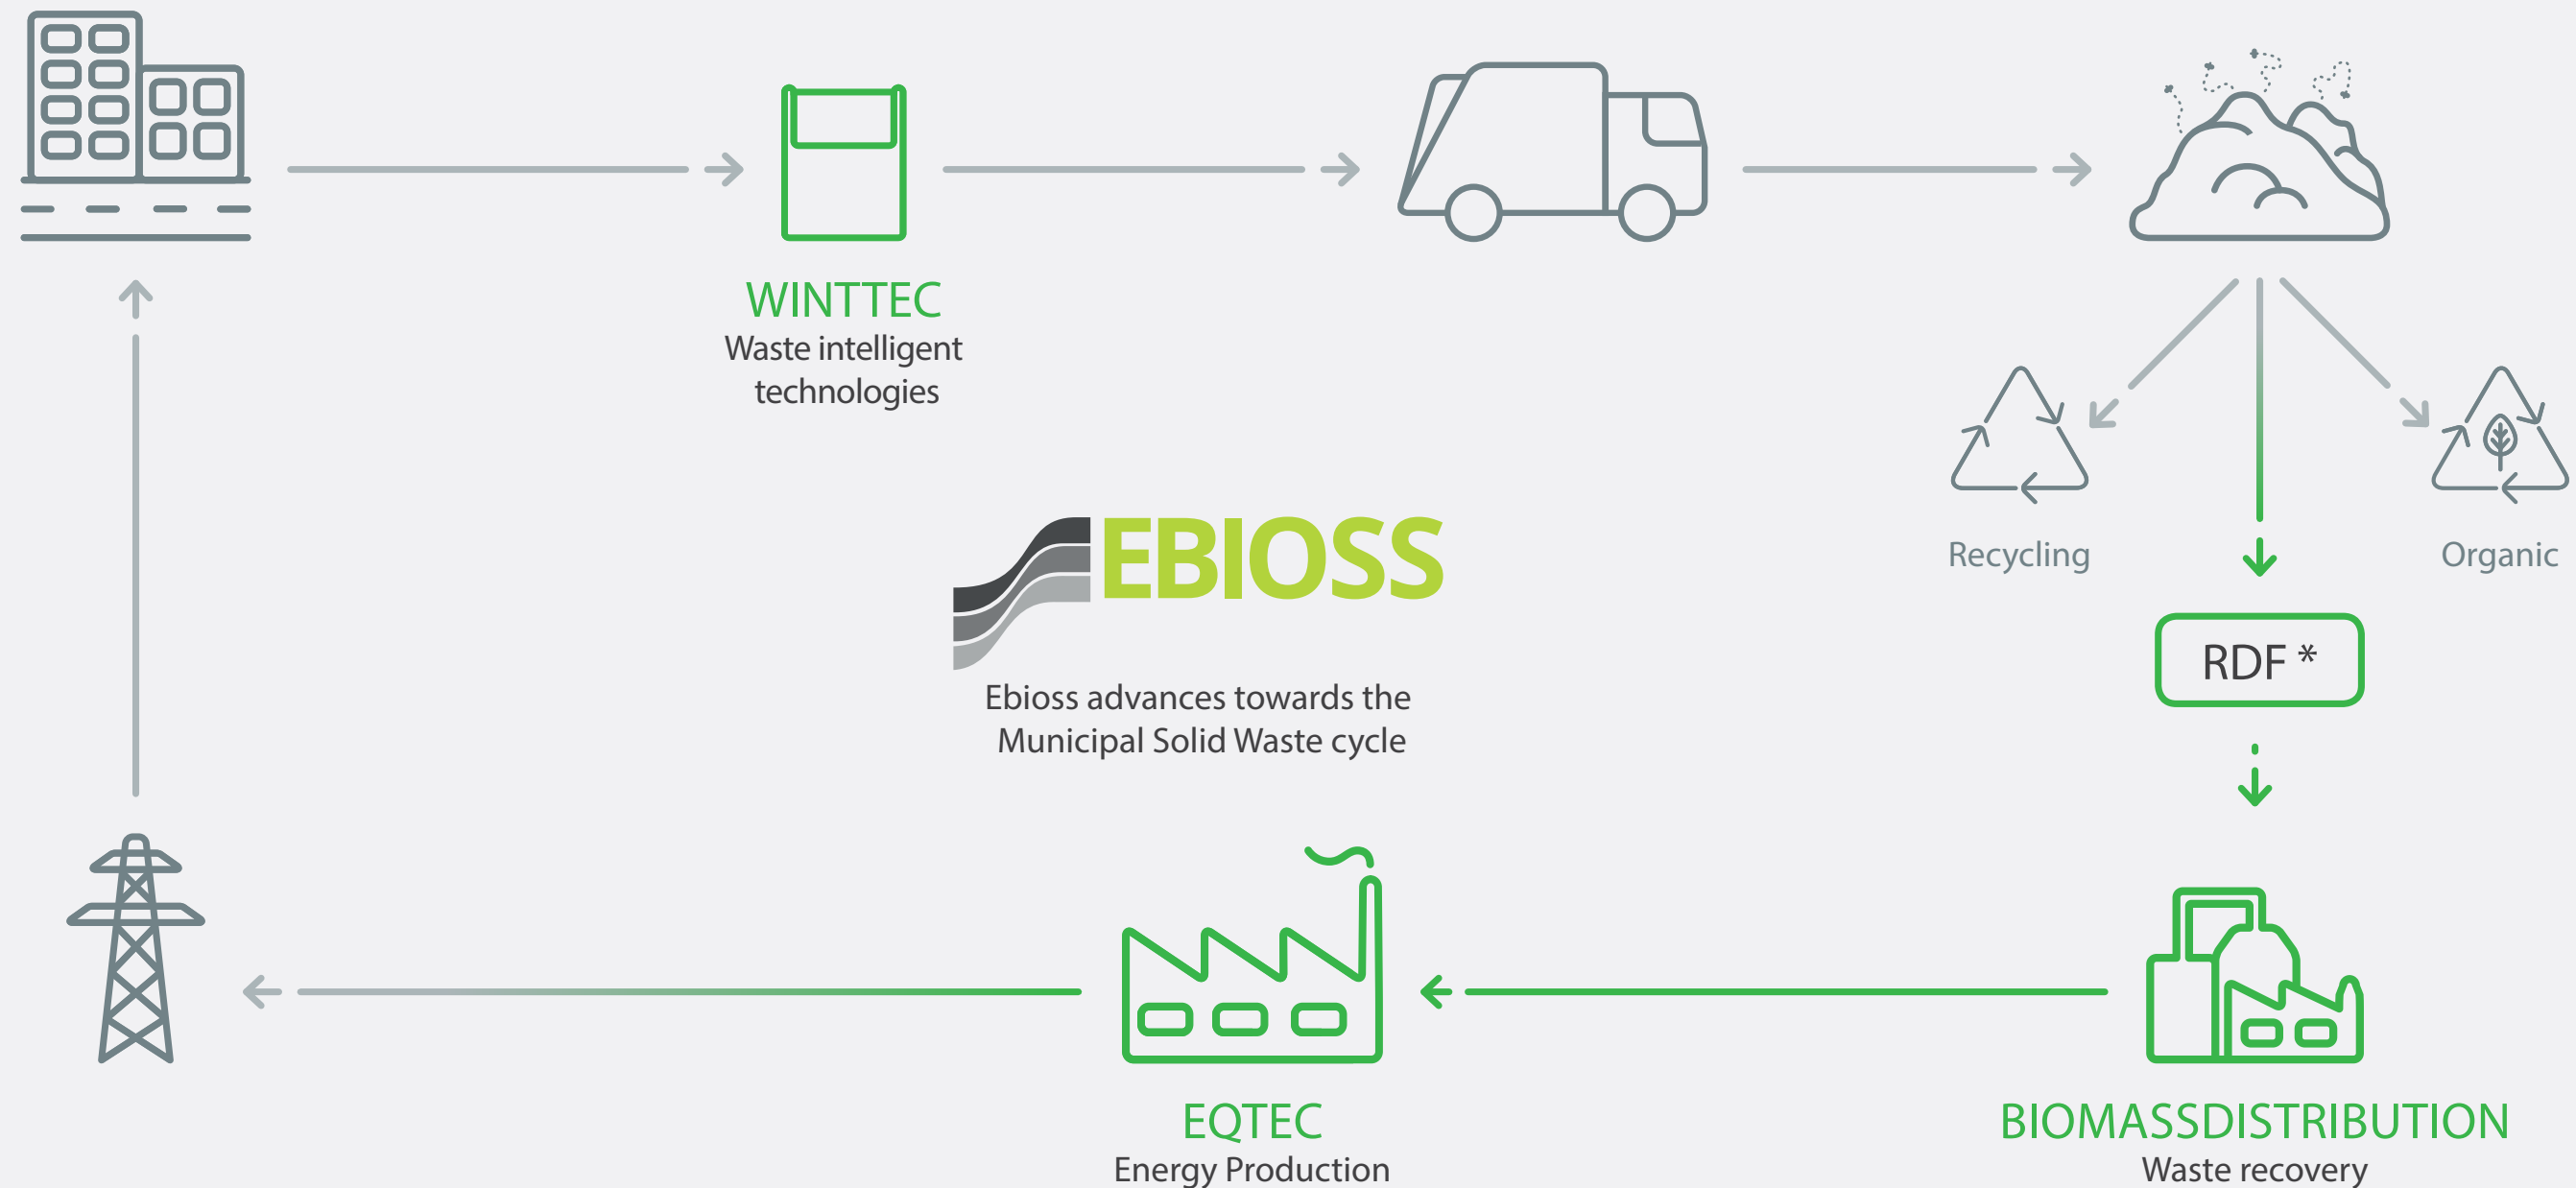 WINTTEC
Waste intelligent
technologies
Recycling
Organic
EBIOSS
RDF *
Ebioss advances towards the
Municipal Solid Waste cycle
EQTEC
Energy Production
BIOMASSDISTRIBUTION
Waste recovery